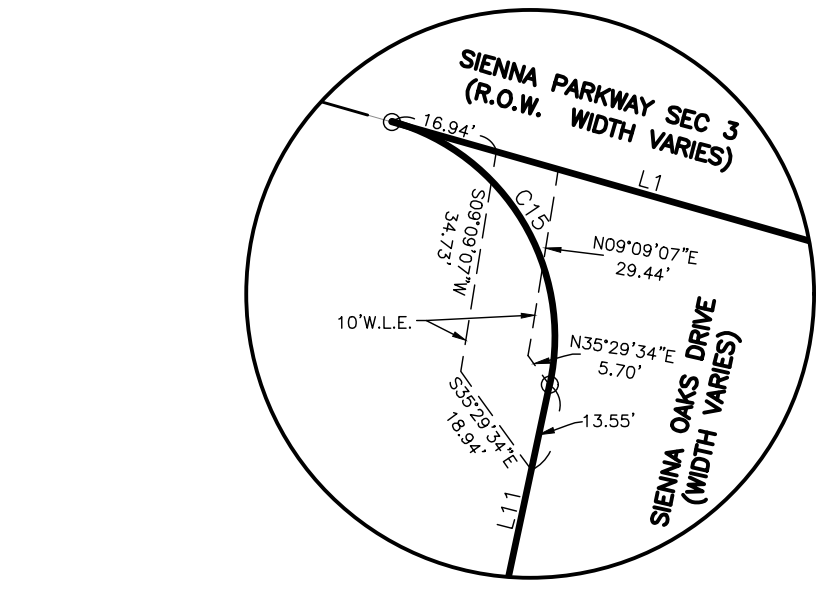 SIENNA PARKWAY SEC 3
(R.O.W. WIDTH VARIES)
16.94'
L1
C15
S09°09'07"W
34.73'
N09°09'07"E
29.44'
10'W.L.E.
N35°29'34"E
5.70'
S35°29'34"E
18.94'
13.55'
SIENNA OAKS DRIVE
(WIDTH VARIES)
L11